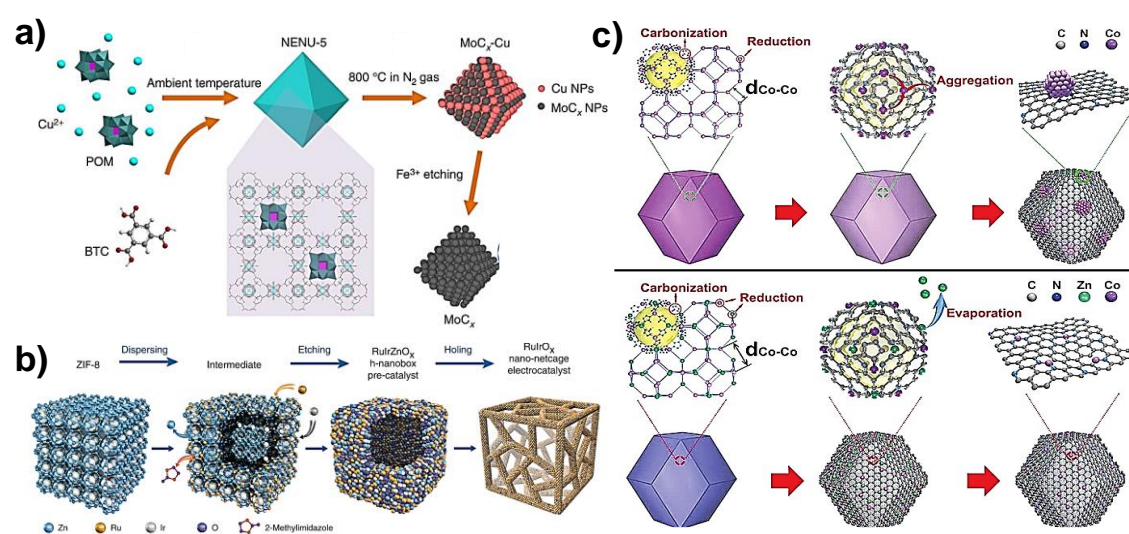 a)
NENU-5
MoCx-Cu
Ambient temperature
800 °C in N2 gas
Cu NPs
MoCx NPs
Cu2+
POM
Fe3+ etching
BTC
MoCx
b)
Dispersing
Etching
Holing
ZIF-8
Intermediate
RuIrZnOx
h-nanobox
pre-catalyst
RuIrOx
nano-netcage
electrocatalyst
Zn
Ru
Ir
O
2-Methylimidazole
c)
Carbonization
Reduction
dCo-Co
Aggregation
C N Co
Carbonization
Reduction
dCo-Co
Evaporation
C N Zn Co